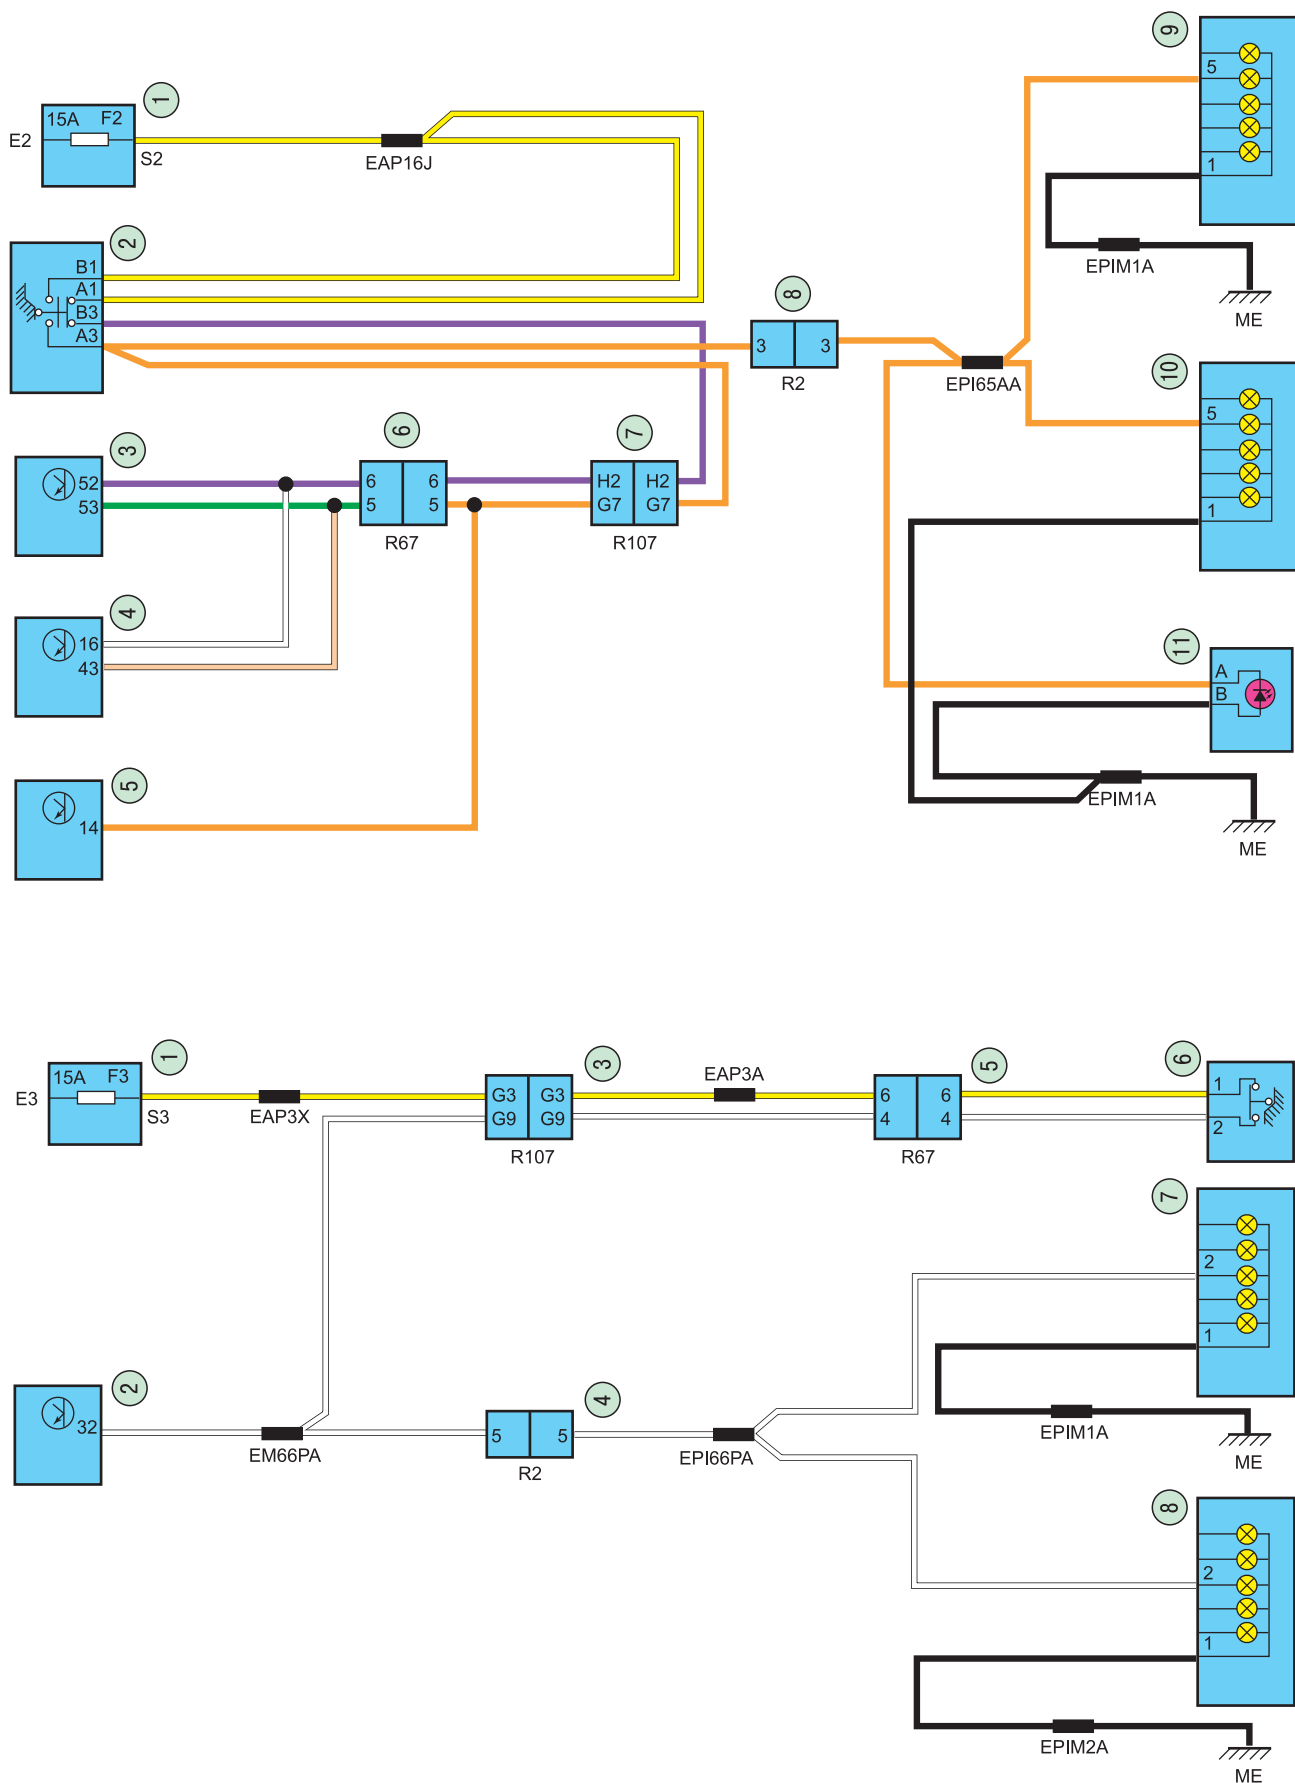 9
5
1
EPIM1A
ME
1
15A F2
E2
S2
EAP16J
2
B1
A1
B3
A3
8
3 3
R2
EPI65AA
10
5
1
3
52
53
6
6 6
5 5
R67
7
H2 H2
G7 G7
R107
4
16
43
11
A
B
5
14
EPIM1A
ME
1
15A F3
E3
S3
EAP3X
G3 G3
G9 G9
R107
3
EAP3A
6 6
4 4
R67
5
6
1
2
7
2
1
EPIM1A
ME
2
32
EM66PA
5 5
R2
4
EPI66PA
8
2
1
EPIM2A
ME